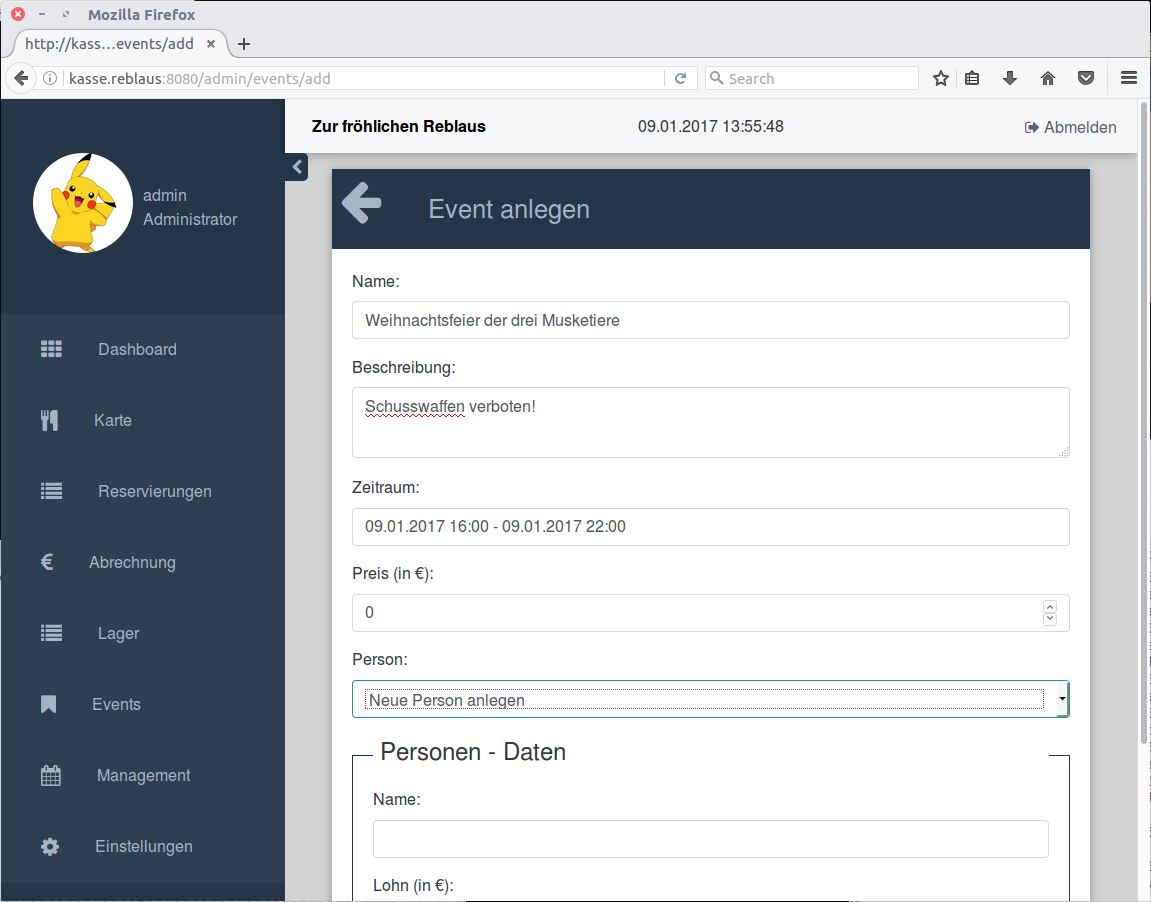 Mozilla Firefox
http://kass...events/add
kasse.reblaus:8080/admin/events/add
Search
Zur fröhlichen Reblaus
09.01.2017 13:55:48
Abmelden
admin
Administrator
Dashboard
Karte
Reservierungen
Abrechnung
Lager
Events
Management
Einstellungen
Event anlegen
Name:
Weihnachtsfeier der drei Musketiere
Beschreibung:
Schusswaffen verboten!
Zeitraum:
09.01.2017 16:00 - 09.01.2017 22:00
Preis (in €):
0
Person:
Neue Person anlegen
Personen - Daten
Name:
Lohn (in €):